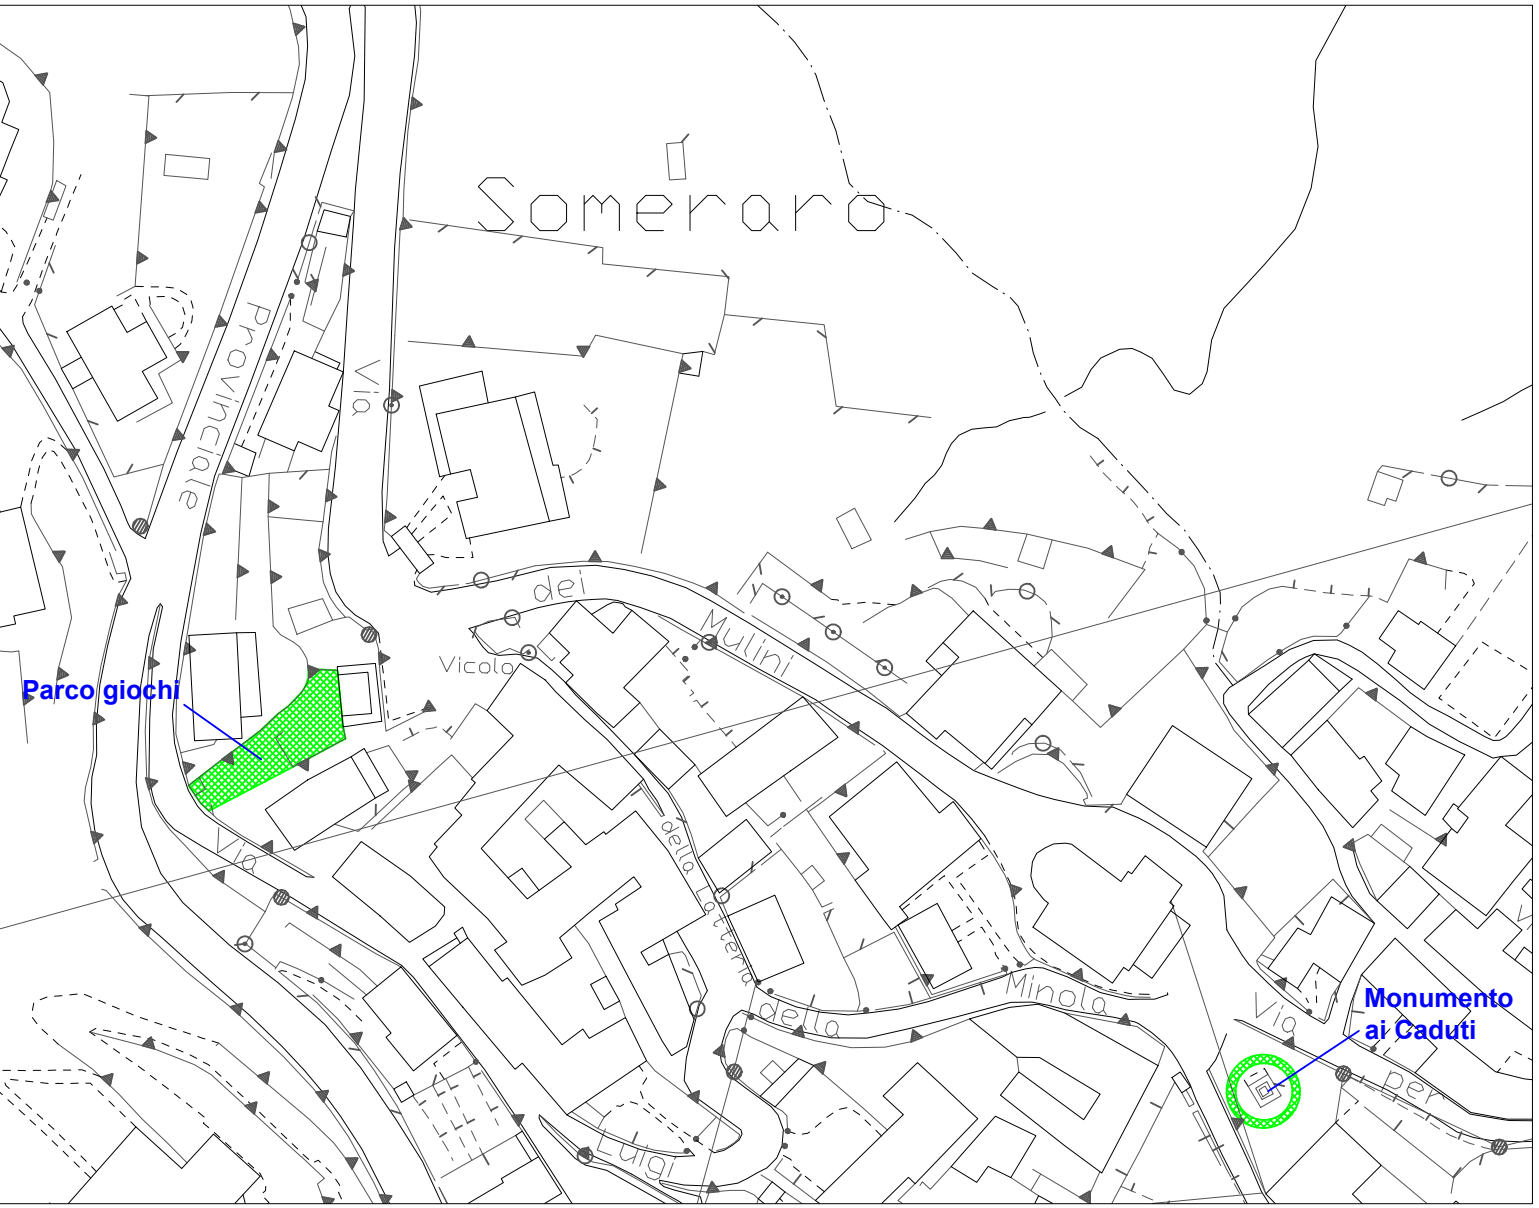 Someraro
Provinciale
Via
dei
Mulini
Vicolo
Parco giochi
Via
della Latteria
Minola
della
Via
Monumento
ai Caduti
per
Luigi